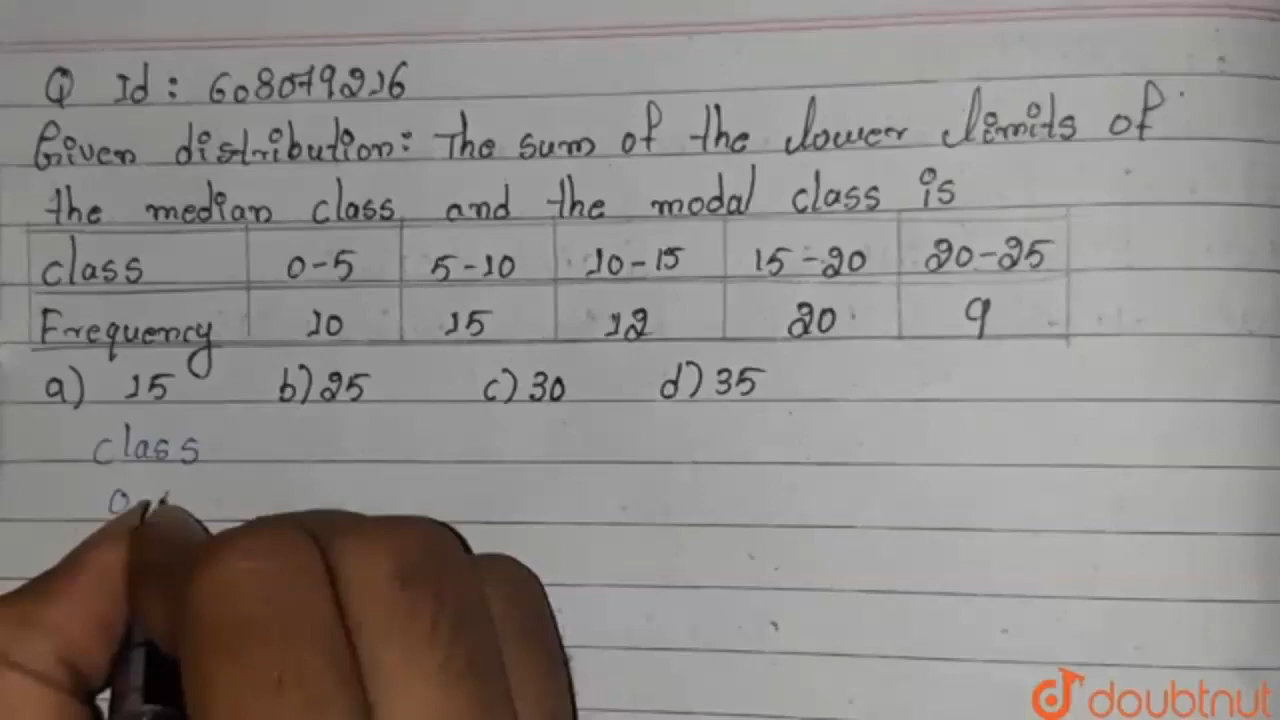 Q Id : 608079216
Given distribution: The sum of the lower limits of
the median class and the modal class is
class 0-5 5-10 10-15 15-20 20-25
Frequency 10 15 12 20 9
a) 15 b) 25 c) 30 d) 35
class
doubtnut